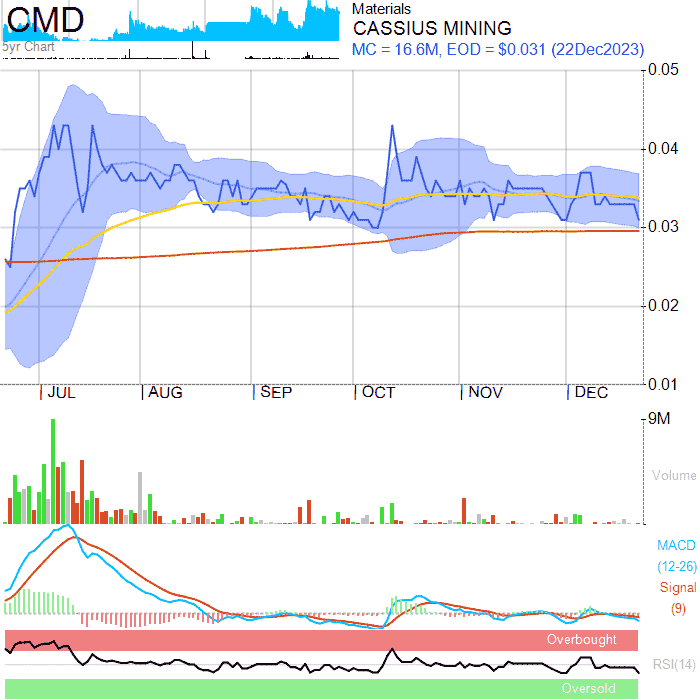 CMD
5yr Chart
Materials
CASSIUS MINING
MC = 16.6M, EOD = $0.031 (22Dec2023)
0.05
0.04
0.03
0.02
0.01
JUL AUG SEP OCT NOV DEC
9M
Volume
MACD
(12-26)
Signal
(9)
Overbought
RSI(14)
Oversold